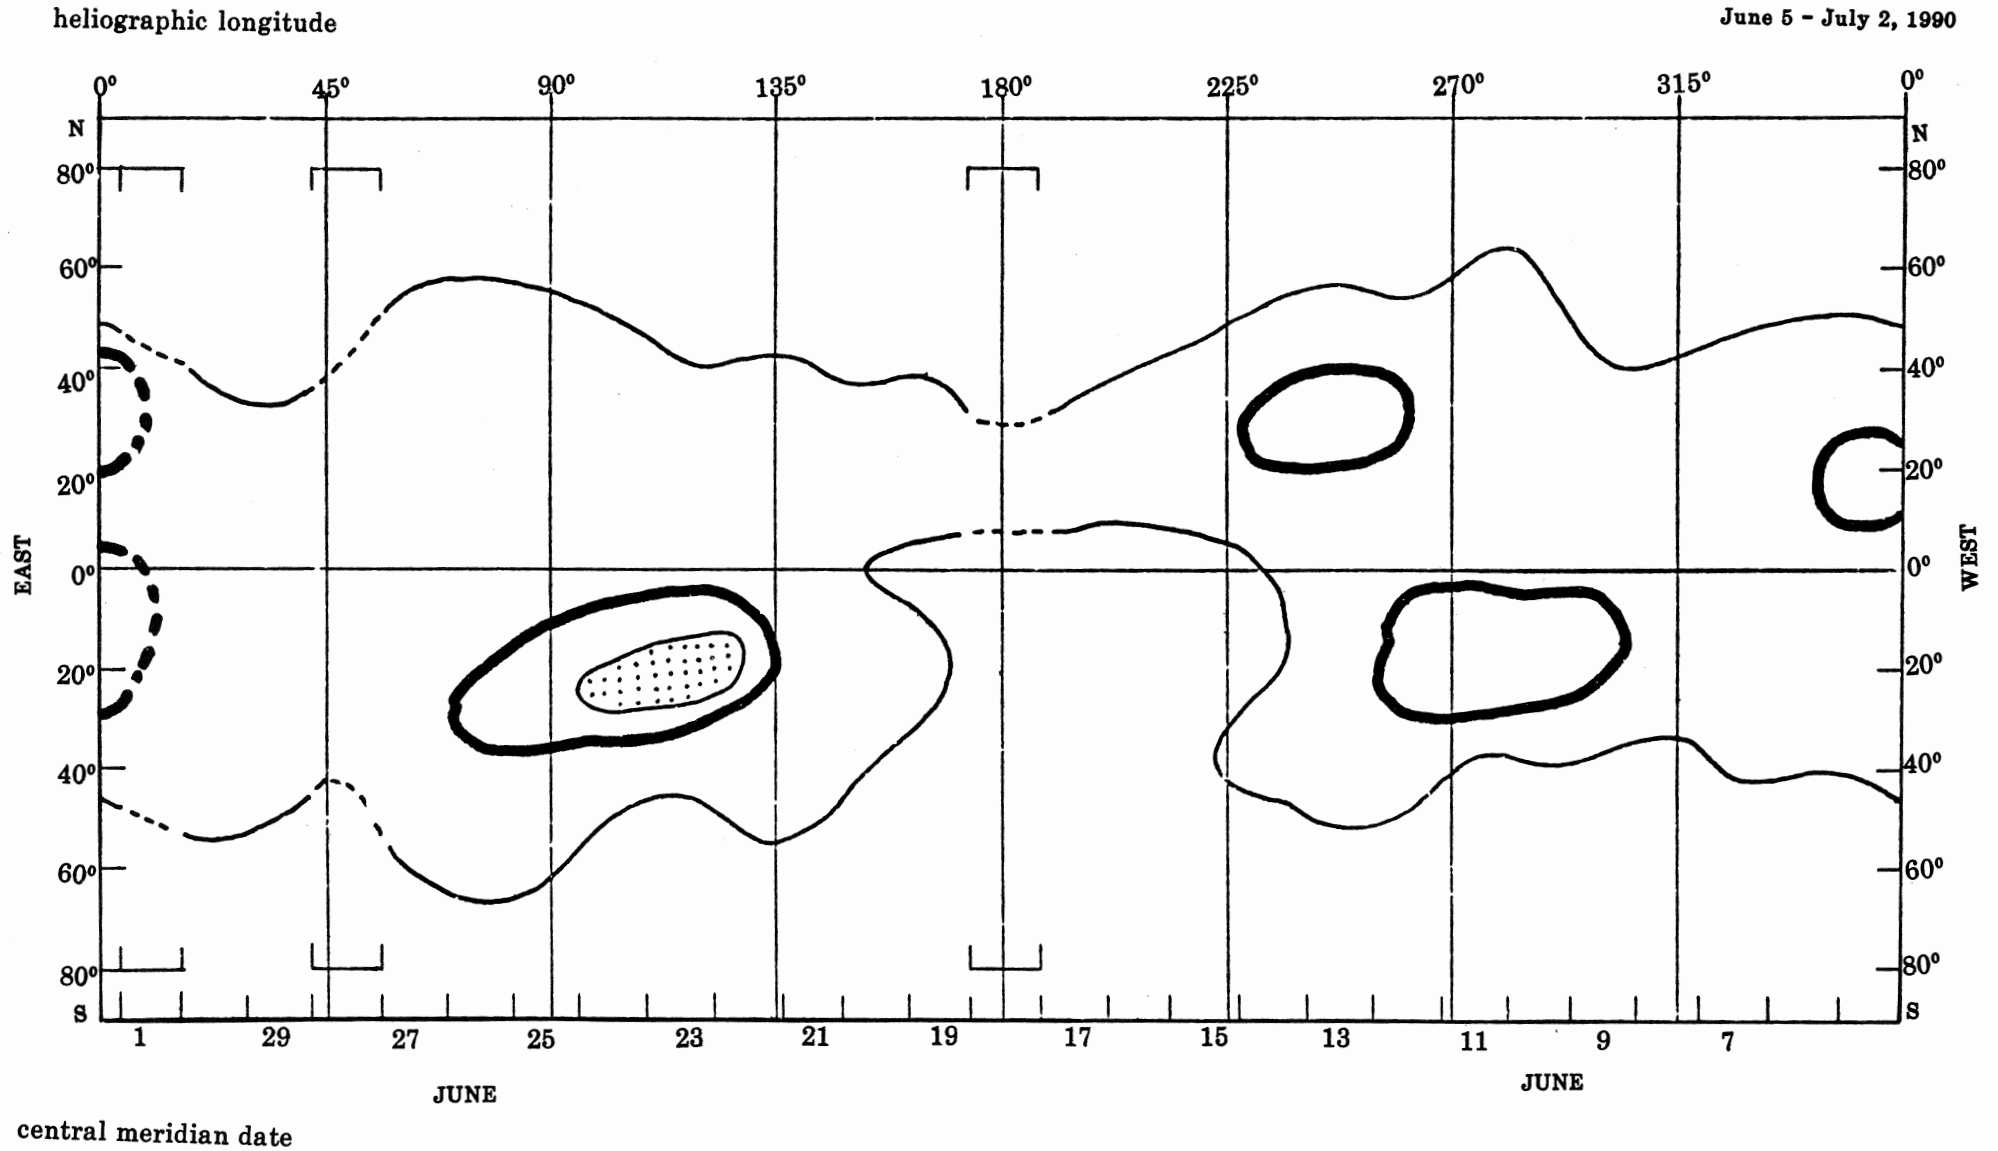 heliographic longitude
June 5 - July 2, 1990
0° 45° 90° 135° 180° 225° 270° 315° 0°
N N
80° 80°
60° 60°
40° 40°
20° 20°
EAST 0° 0° WEST
20° 20°
40° 40°
60° 60°
80° 80°
S S
1 29 27 25 23 21 19 17 15 13 11 9 7
JUNE JUNE
central meridian date